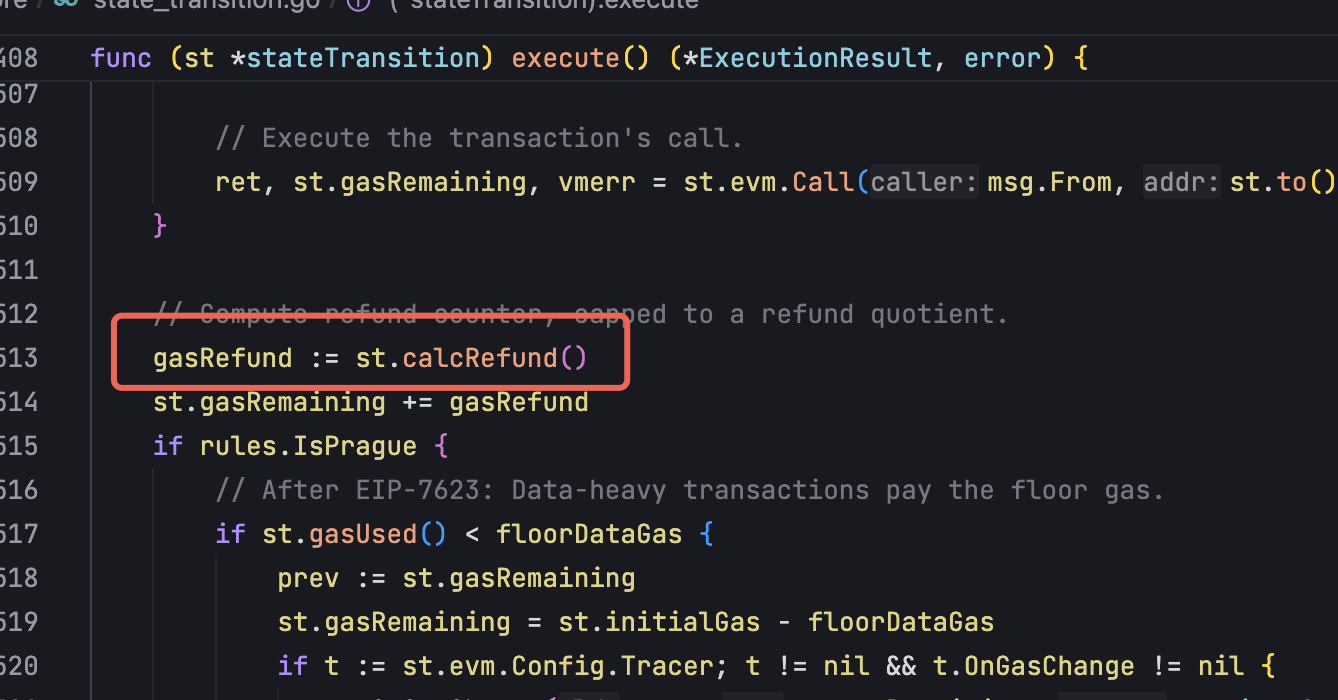 state_transition.go / stateTransition).execute
408 func (st *stateTransition) execute() (*ExecutionResult, error) {
507
508 // Execute the transaction's call.
509 ret, st.gasRemaining, vmerr = st.evm.Call(caller: msg.From, addr: st.to()
510 }
511
512 // Compute refund counter, capped to a refund quotient.
513 gasRefund := st.calcRefund()
514 st.gasRemaining += gasRefund
515 if rules.IsPrague {
516 // After EIP-7623: Data-heavy transactions pay the floor gas.
517 if st.gasUsed() < floorDataGas {
518 prev := st.gasRemaining
519 st.gasRemaining = st.initialGas - floorDataGas
520 if t := st.evm.Config.Tracer; t != nil && t.OnGasChange != nil {